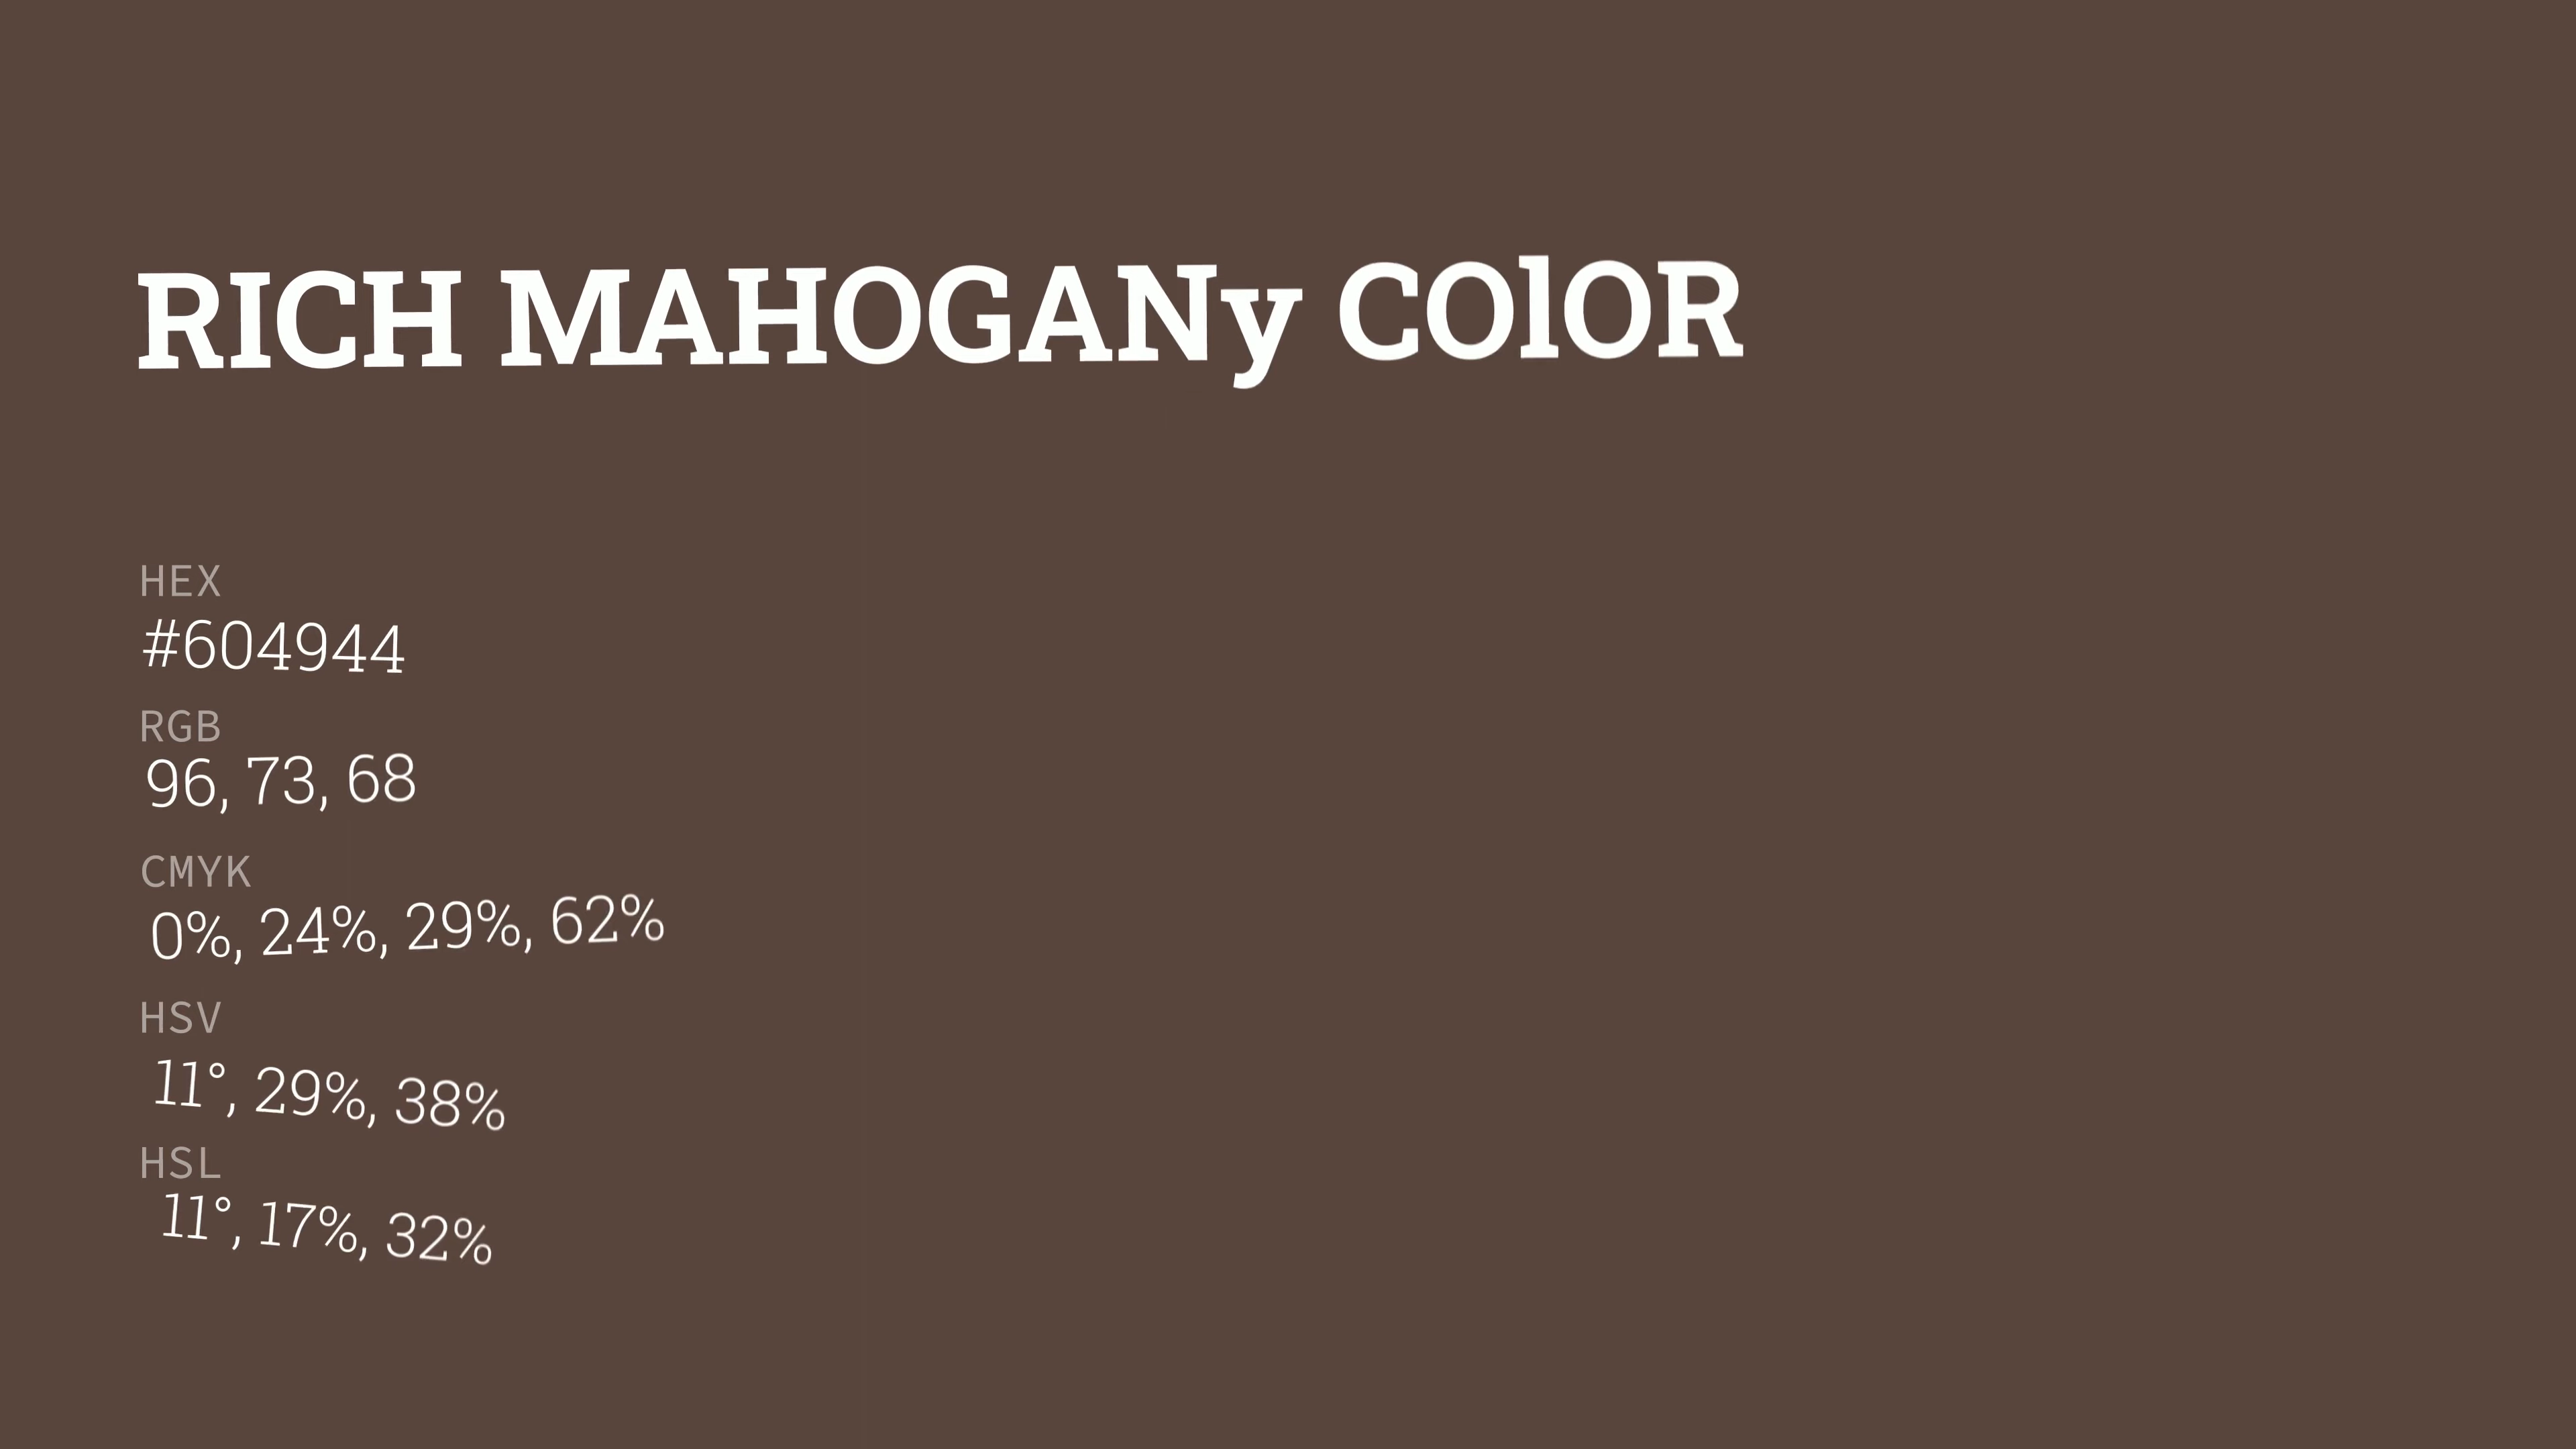 RICH MAHOGANy COlOR
HEX
#604944
RGB
96, 73, 68
CMYK
0%, 24%, 29%, 62%
HSV
11°, 29%, 38%
HSL
11°, 17%, 32%